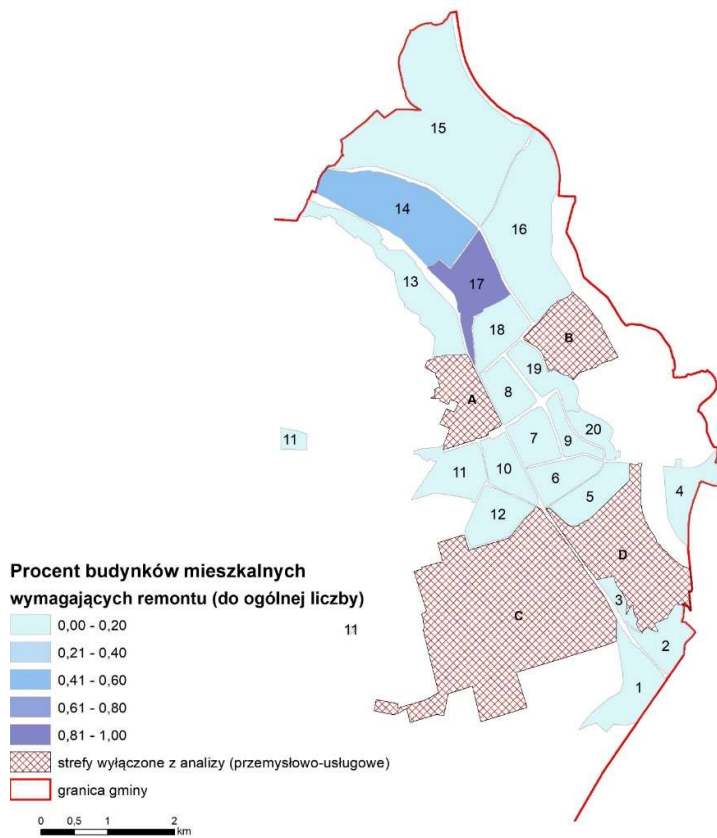 15
14
16
17
13
18
B
19
A
8
11
7
9
20
10
11
6
4
12
5
D
Procent budynków mieszkalnych
wymagających remontu (do ogólnej liczby)
C
3
0,00 - 0,20
11
2
0,21 - 0,40
0,41 - 0,60
1
0,61 - 0,80
0,81 - 1,00
strefy wyłączone z analizy (przemysłowo-usługowe)
granica gminy
0 0,5 1 2
km